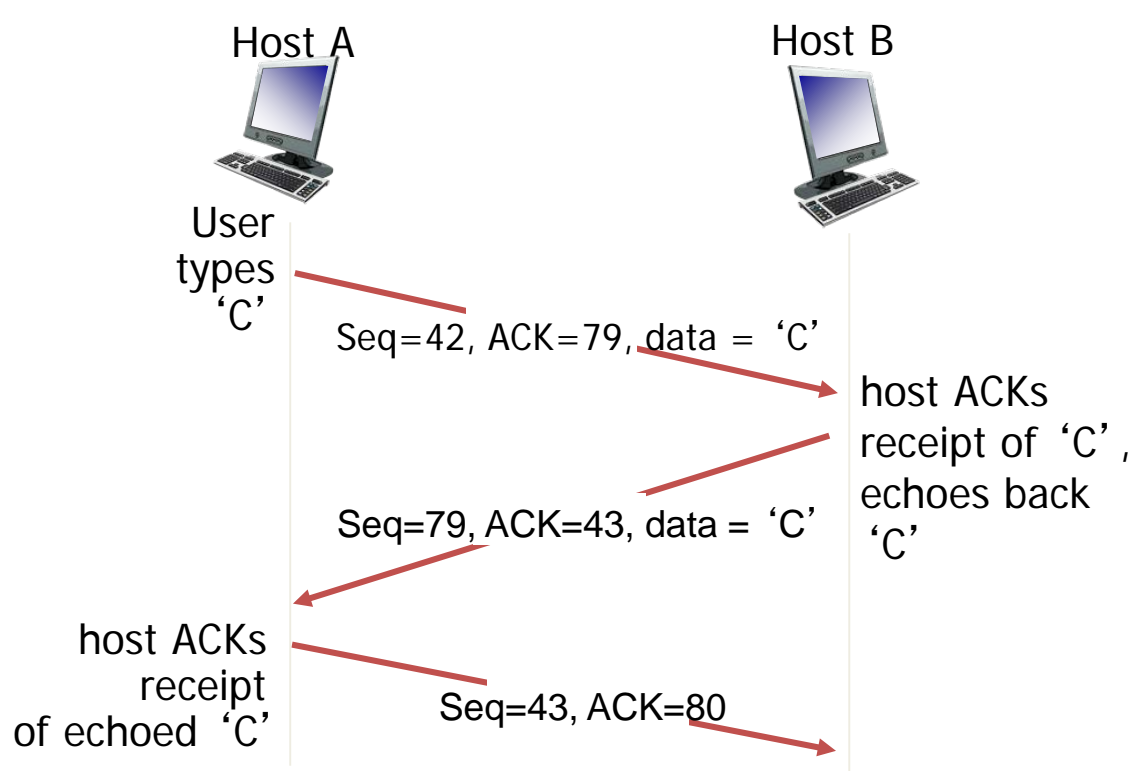 Host A
Host B
User
types
‘C’
Seq=42, ACK=79, data = ‘C’
host ACKs
receipt of ‘C’,
echoes back
‘C’
Seq=79, ACK=43, data = ‘C’
host ACKs
receipt
of echoed ‘C’
Seq=43, ACK=80